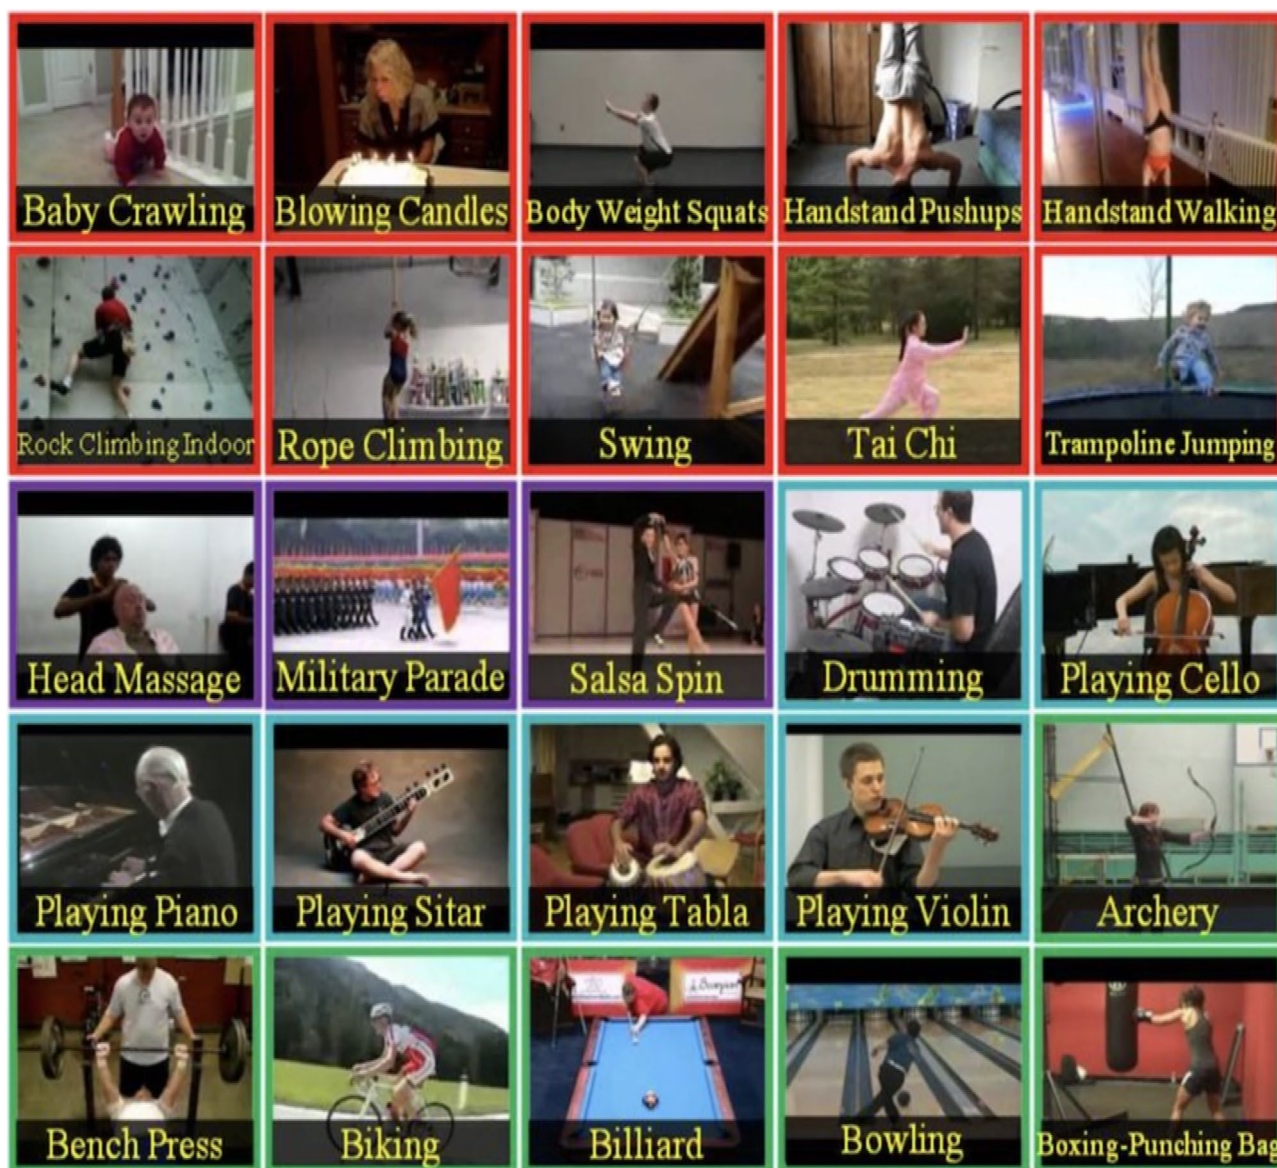 Baby Crawling
Blowing Candles
Body Weight Squats
Handstand Pushups
Handstand Walking
Rock Climbing Indoor
Rope Climbing
Swing
Tai Chi
Trampoline Jumping
Head Massage
Military Parade
Salsa Spin
Drumming
Playing Cello
Playing Piano
Playing Sitar
Playing Tabla
Playing Violin
Archery
Bench Press
Biking
Billiard
Bowling
Boxing-Punching Bag